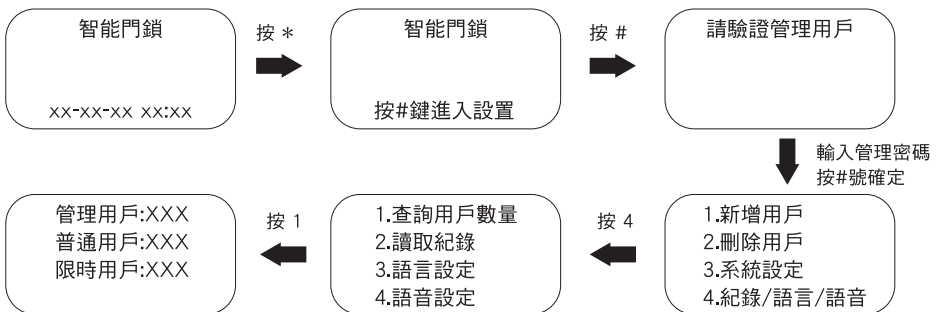 智能門鎖
xx-xx-xx xx:xx
按 *
智能門鎖
按#鍵進入設置
按 #
請驗證管理用戶
輸入管理密碼
按#號確定
1.新增用戶
2.刪除用戶
3.系統設定
4.紀錄/語言/語音
按 4
1.查詢用戶數量
2.讀取紀錄
3.語言設定
4.語音設定
按 1
管理用戶:XXX
普通用戶:XXX
限時用戶:XXX